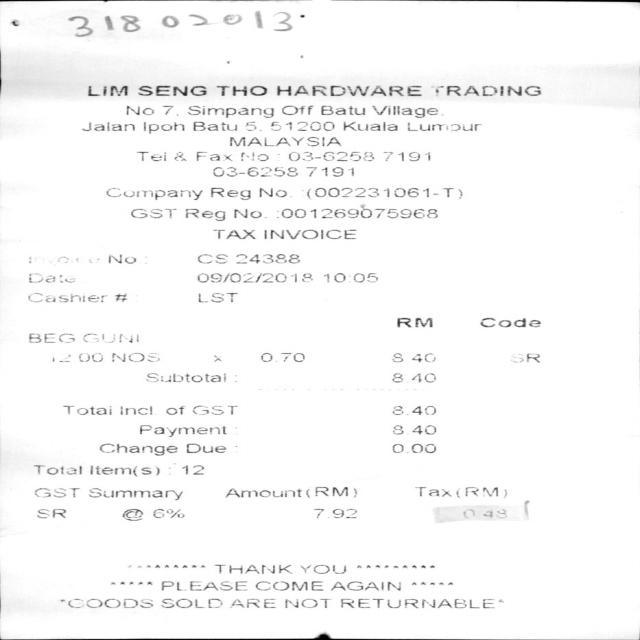 31802013
LIM SENG THO HARDWARE TRADING
No 7, Simpang Off Batu Village,
Jalan Ipoh Batu 5, 51200 Kuala Lumpur
MALAYSIA
Tel & Fax No : 03-6258 7191
03-6258 7191
Company Reg No. :(002231061-T)
GST Reg No. :001269075968
TAX INVOICE
Invoice No : CS 24388
Date 09/02/2018 10:05
Cashier # : LST
RM Code
BEG GUNI
12.00 NOS x 0.70 8.40 SR
Subtotal : 8.40
Total Incl. of GST 8.40
Payment : 8.40
Change Due : 0.00
Total Item(s) : 12
GST Summary Amount(RM) Tax(RM)
SR @ 6% 7.92 0.48
********* THANK YOU *********
***** PLEASE COME AGAIN *****
*GOODS SOLD ARE NOT RETURNABLE*